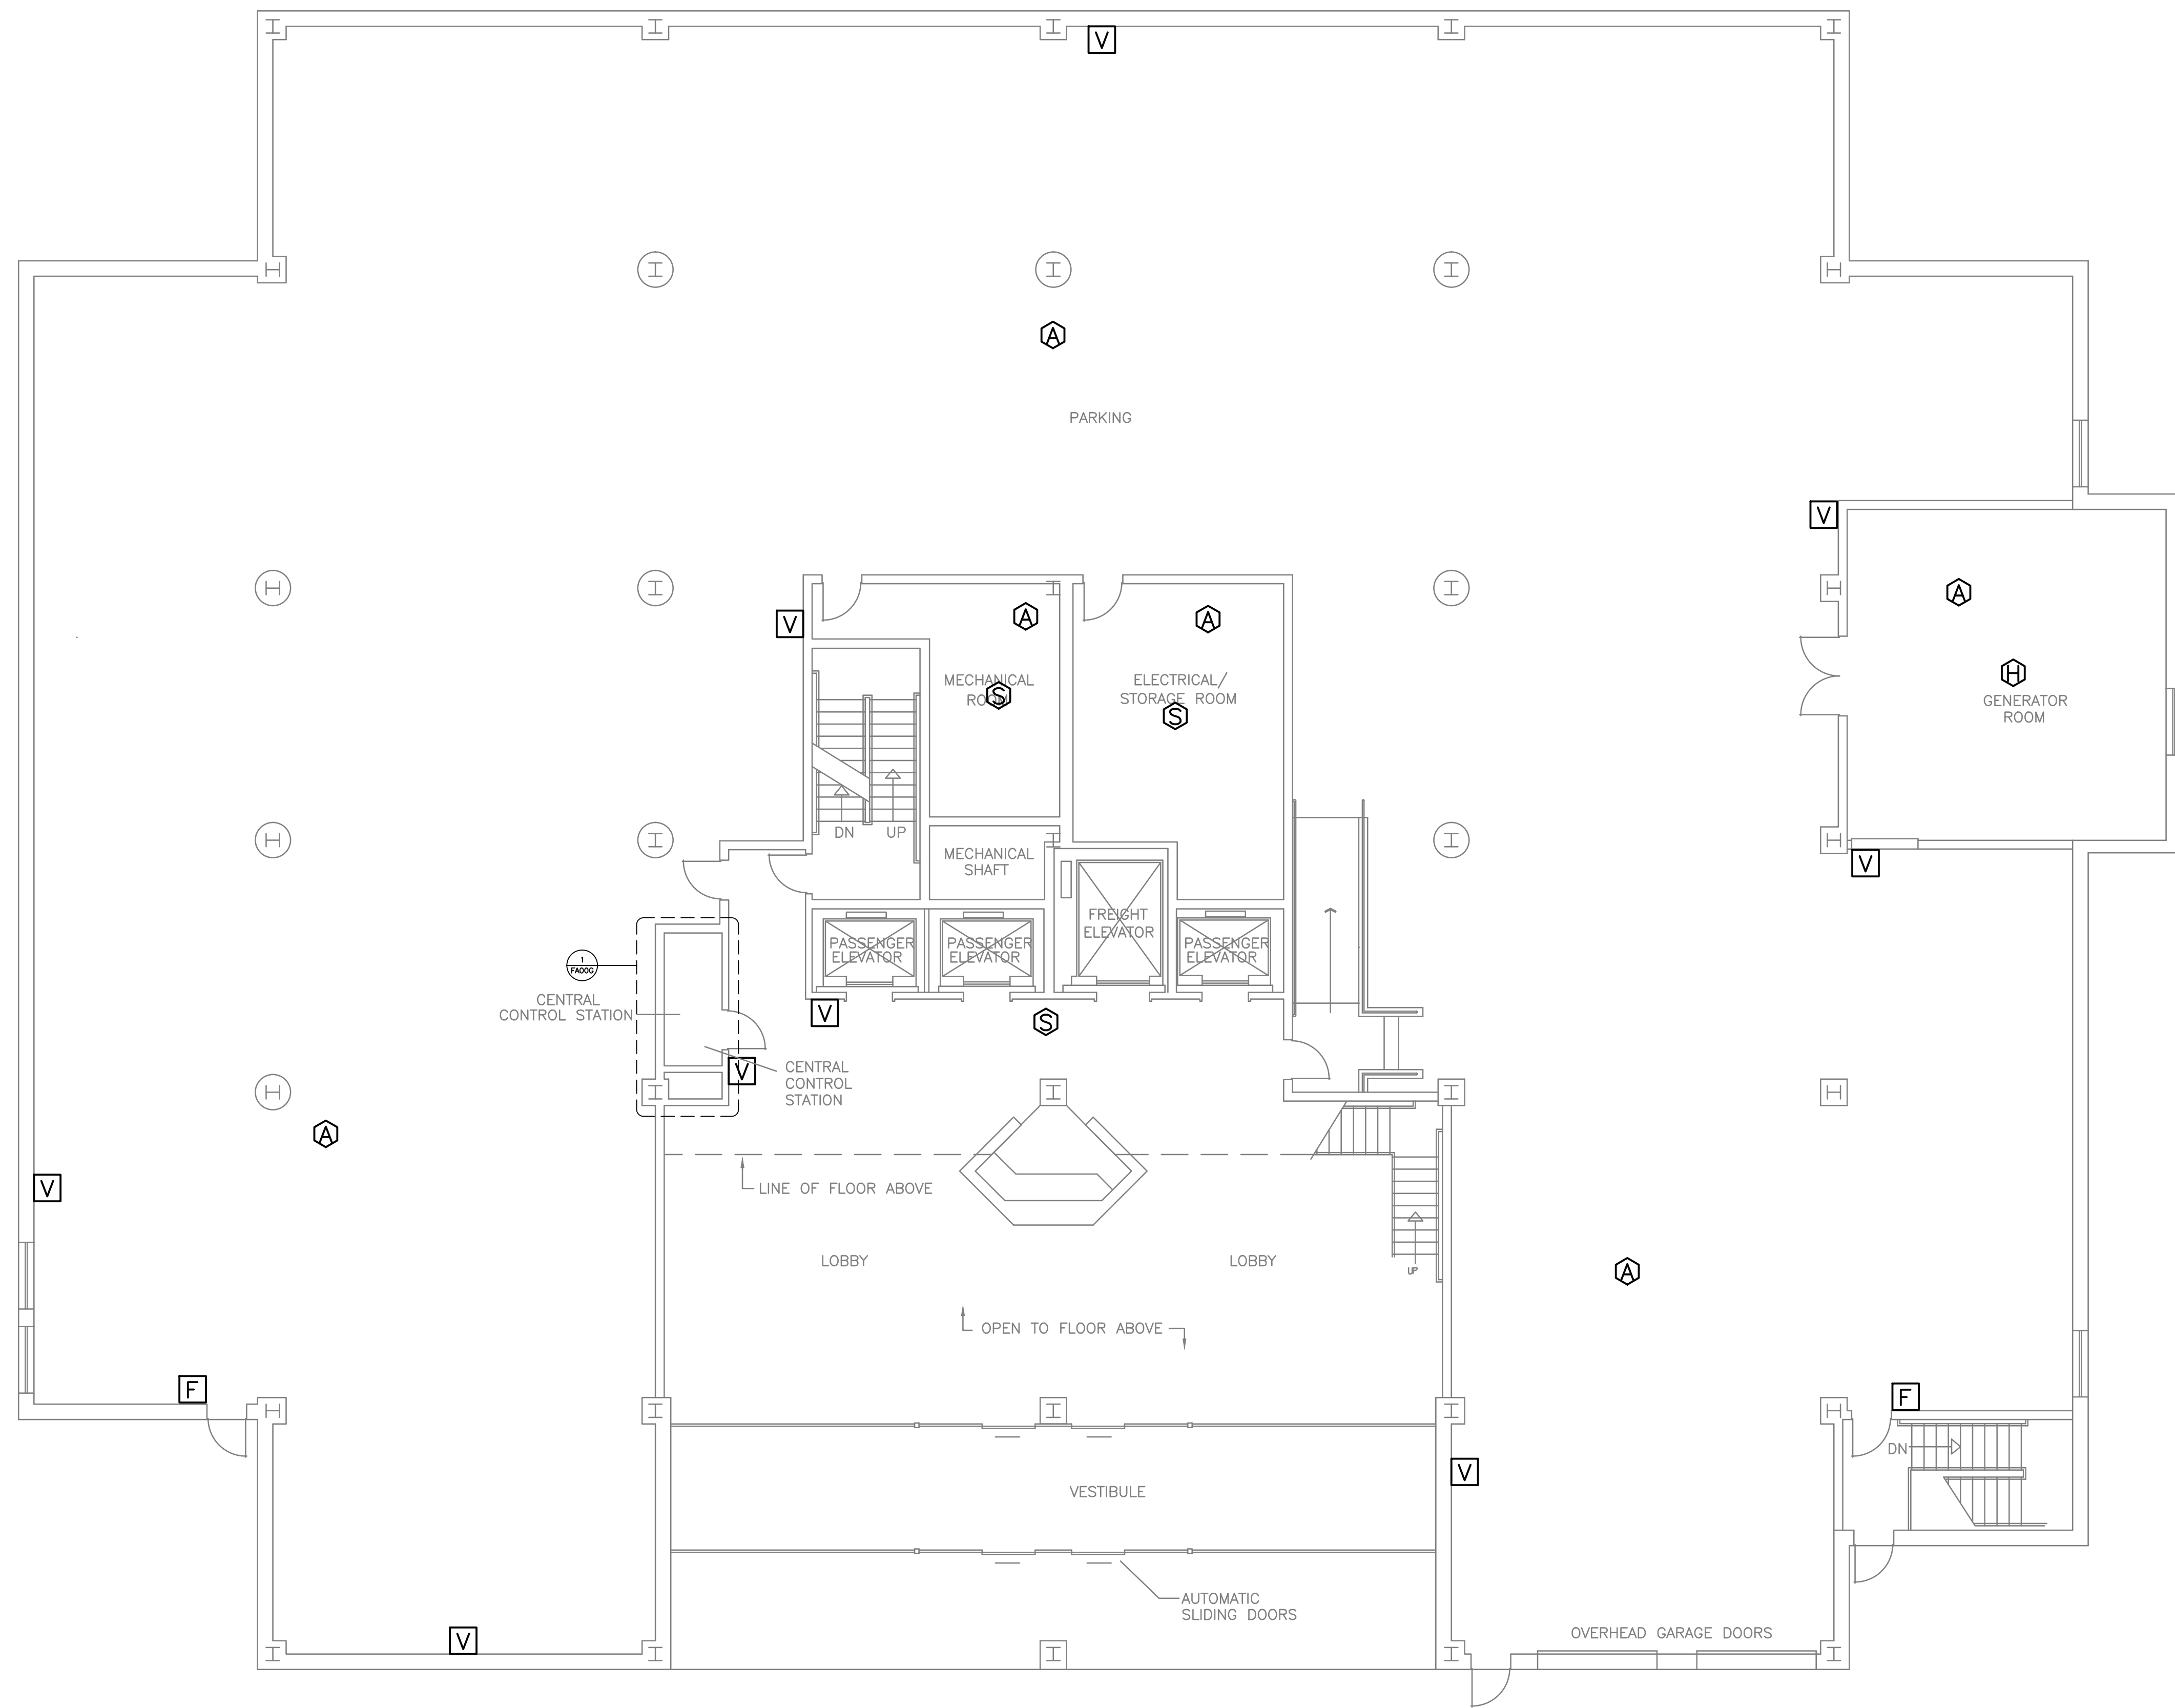 V
A
PARKING
V
A
V
A
A
H
MECHANICAL
ROOM
S
ELECTRICAL/
STORAGE ROOM
S
GENERATOR
ROOM
DN
UP
MECHANICAL
SHAFT
V
FREIGHT
ELEVATOR
PASSENGER
ELEVATOR
PASSENGER
ELEVATOR
PASSENGER
ELEVATOR
1
FA00G
CENTRAL
CONTROL STATION
V
S
V
CENTRAL
CONTROL
STATION
A
V
LINE OF FLOOR ABOVE
LOBBY
LOBBY
UP
A
OPEN TO FLOOR ABOVE
F
F
DN
V
VESTIBULE
AUTOMATIC
SLIDING DOORS
V
OVERHEAD GARAGE DOORS